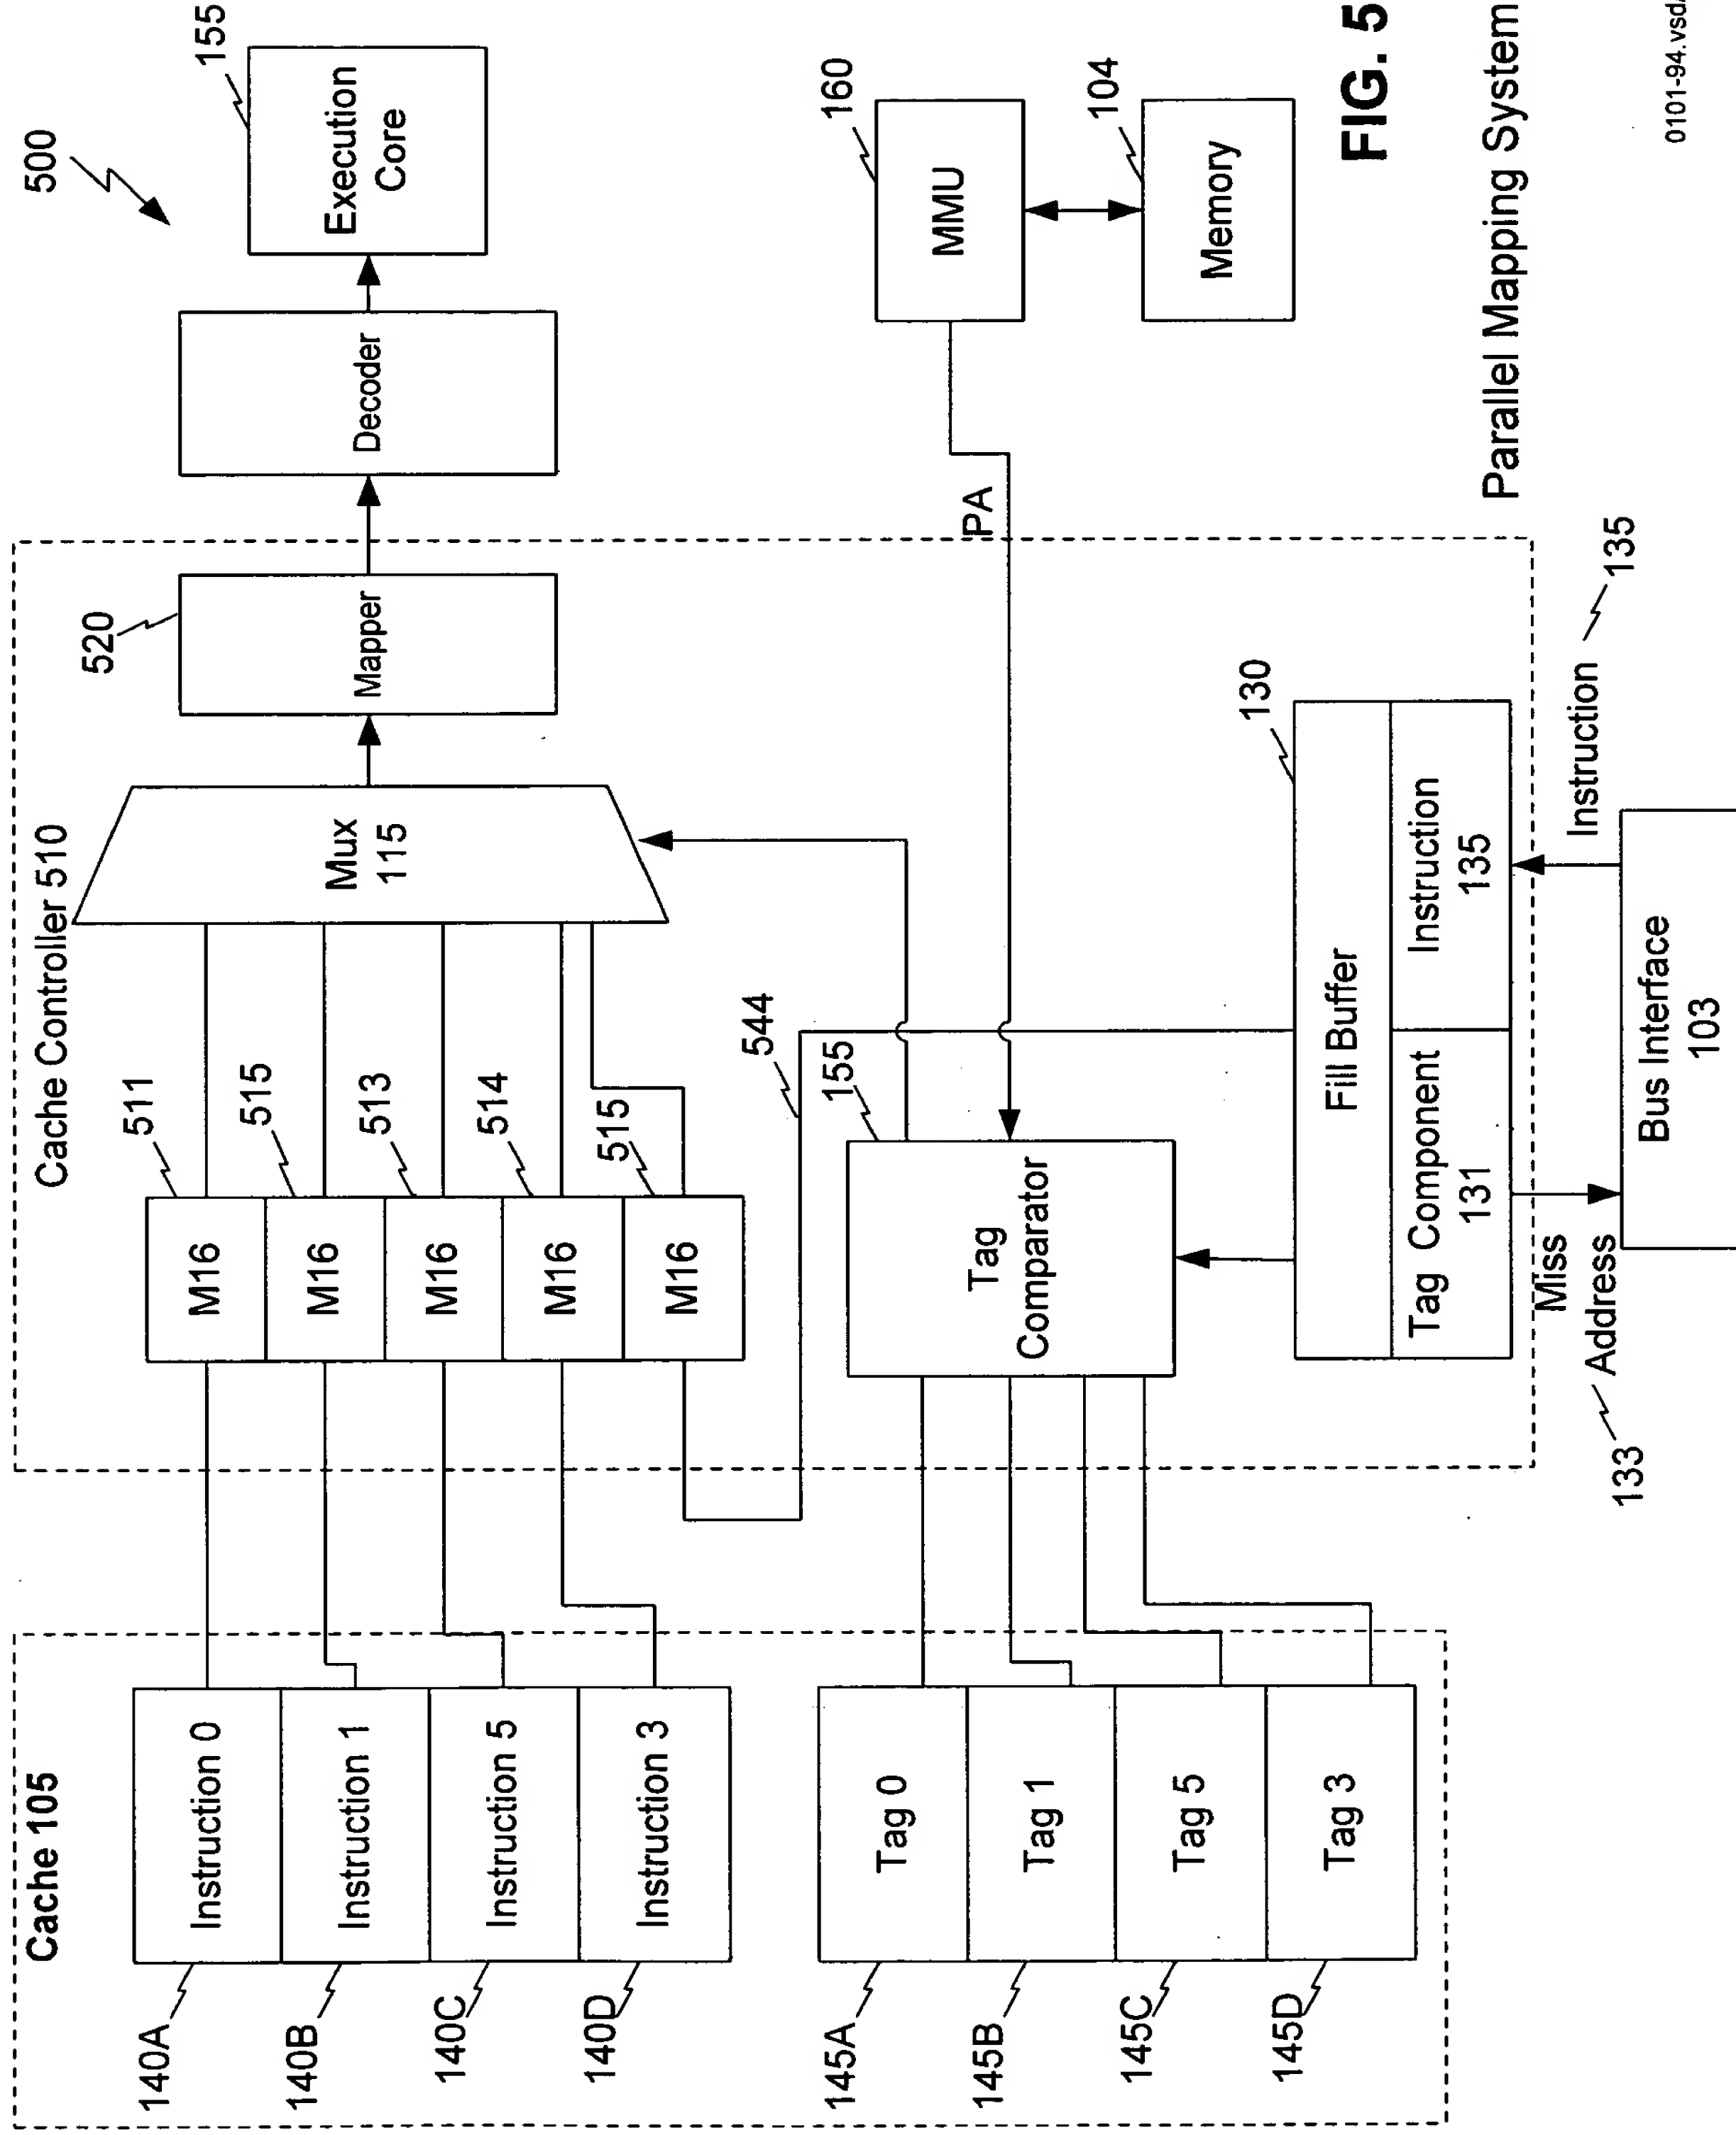 500
Cache 105
140A
Instruction 0
140B
Instruction 1
140C
Instruction 5
140D
Instruction 3
145A
Tag 0
145B
Tag 1
145C
Tag 5
145D
Tag 3
Cache Controller 510
M16
511
M16
515
M16
513
M16
514
M16
515
Mux
115
520
Mapper
Decoder
Execution
Core
155
544
155
Tag
Comparator
PA
160
MMU
104
Memory
130
Fill Buffer
Tag Component
131
Instruction
135
Miss
Address
133
Instruction
135
Bus Interface
103
FIG. 5
Parallel Mapping System